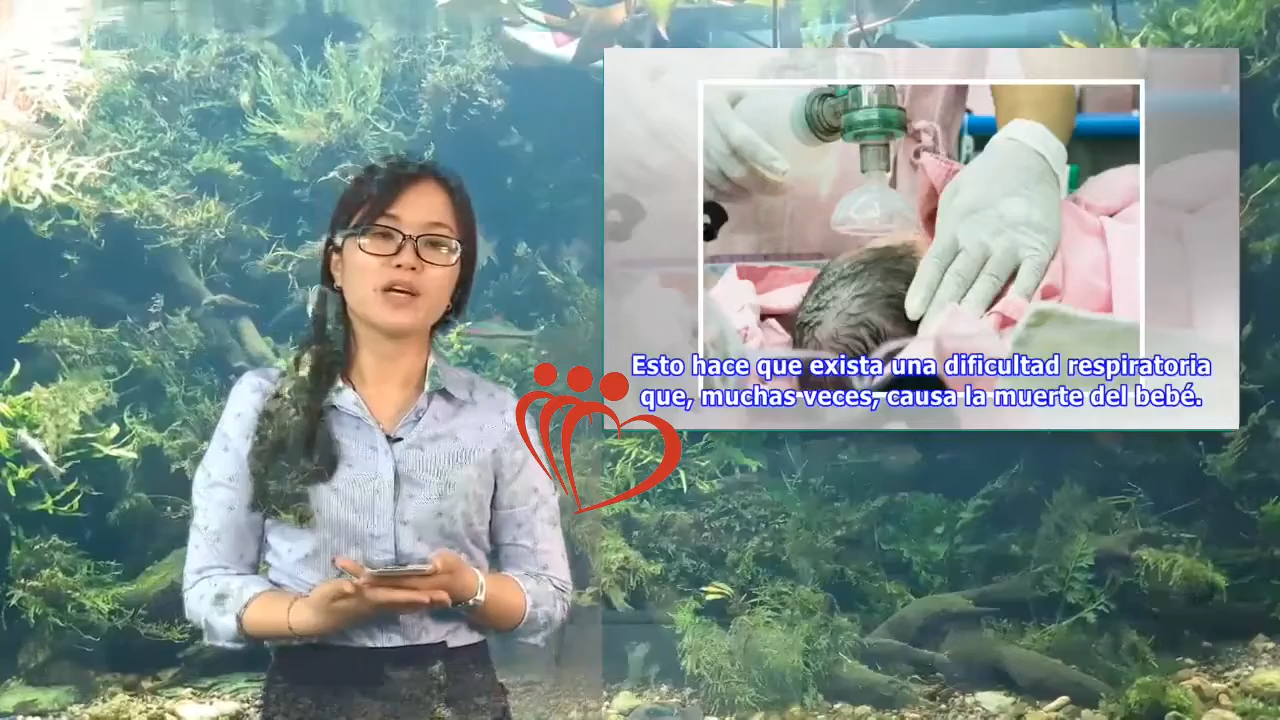 Esto hace que exista una dificultad respiratoria
que, muchas veces, causa la muerte del bebé.